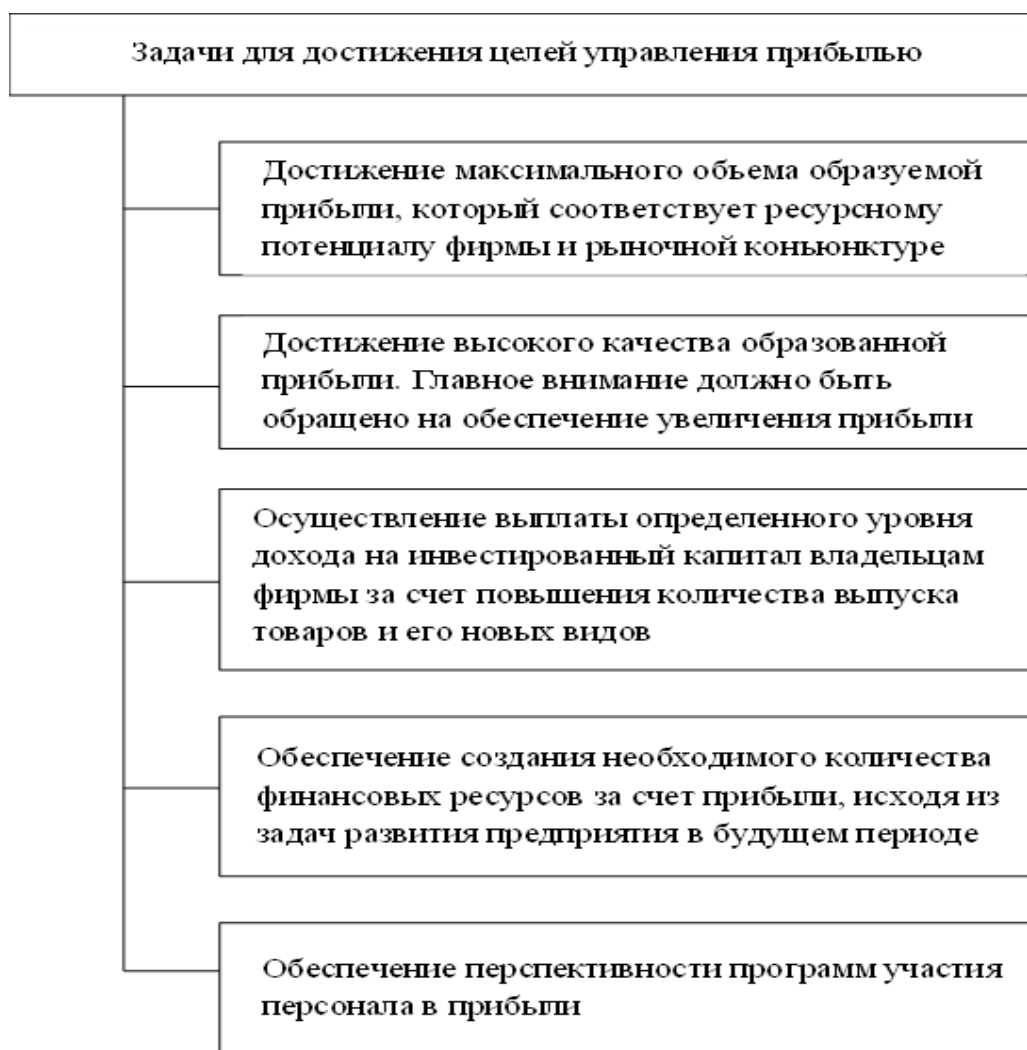 Задачи для достижения целей управления прибылью
Достижение максимального обьема образуемой
прибыли, который соответствует ресурсному
потенциалу фирмы и рыночной коньюнктуре
Достижение высокого качества образованной
прибыли. Главное внимание должно быть
обращено на обеспечение увеличения прибыли
Осуществление выплаты определенного уровня
дохода на инвестированный капитал владельцам
фирмы за счет повышения количества выпуска
товаров и его новых видов
Обеспечение создания необходимого количества
финансовых ресурсов за счет прибыли, исходя из
задач развития предприятия в будущем периоде
Обеспечение перспективности программ участия
персонала в прибыли